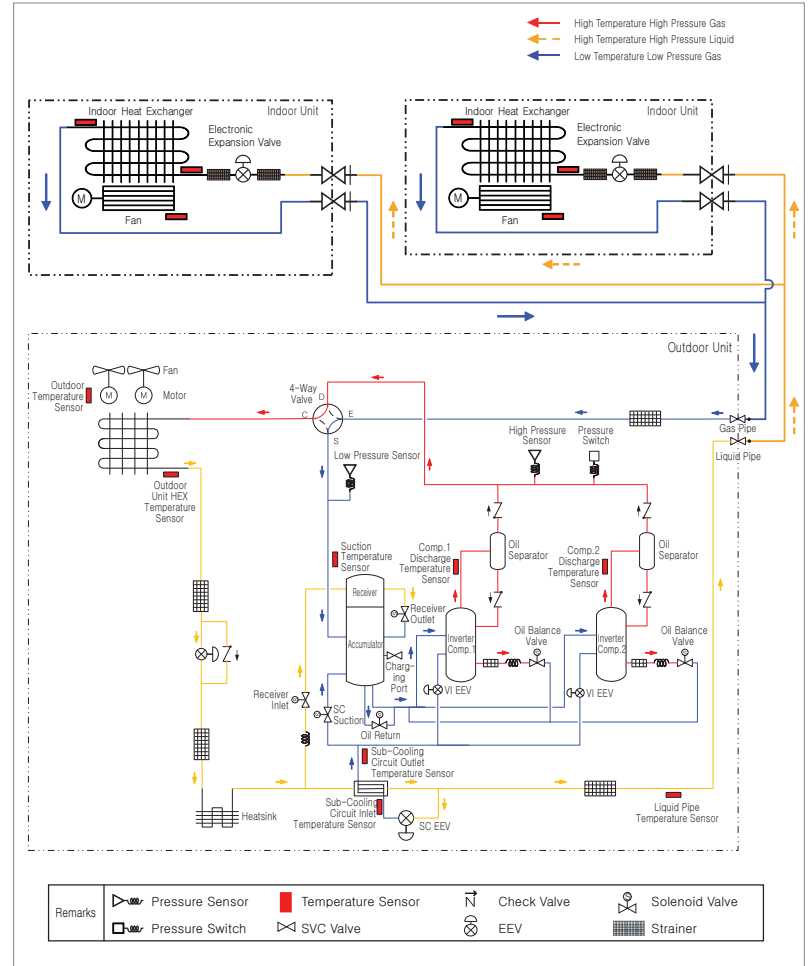 High Temperature High Pressure Gas
High Temperature High Pressure Liquid
Low Temperature Low Pressure Gas
Indoor Heat Exchanger
Indoor Unit
Electronic
Expansion Valve
M
Fan
Indoor Heat Exchanger
Indoor Unit
Electronic
Expansion Valve
M
Fan
Outdoor Unit
Fan
Motor
M
M
Outdoor
Temperature
Sensor
4-Way
Valve
D
C
E
S
Gas Pipe
Liquid Pipe
High Pressure
Sensor
Pressure
Switch
Low Pressure Sensor
Outdoor
Unit HEX
Temperature
Sensor
Suction
Temperature
Sensor
Comp.1
Discharge
Temperature
Sensor
Oil
Separator
Comp.2
Discharge
Temperature
Sensor
Oil
Separator
Receiver
Receiver
Outlet
Accumulator
Inverter
Comp.1
Oil Balance
Valve
Inverter
Comp.2
Oil Balance
Valve
Charg-
ing
Port
Receiver
Inlet
VI EEV
VI EEV
SC
Suction
Oil Return
Sub-Cooling
Circuit Outlet
Temperature Sensor
Heatsink
Sub-Cooling
Circuit Inlet
Temperature Sensor
SC EEV
Liquid Pipe
Temperature Sensor
Remarks
Pressure Sensor
Temperature Sensor
Check Valve
Solenoid Valve
Pressure Switch
SVC Valve
EEV
Strainer